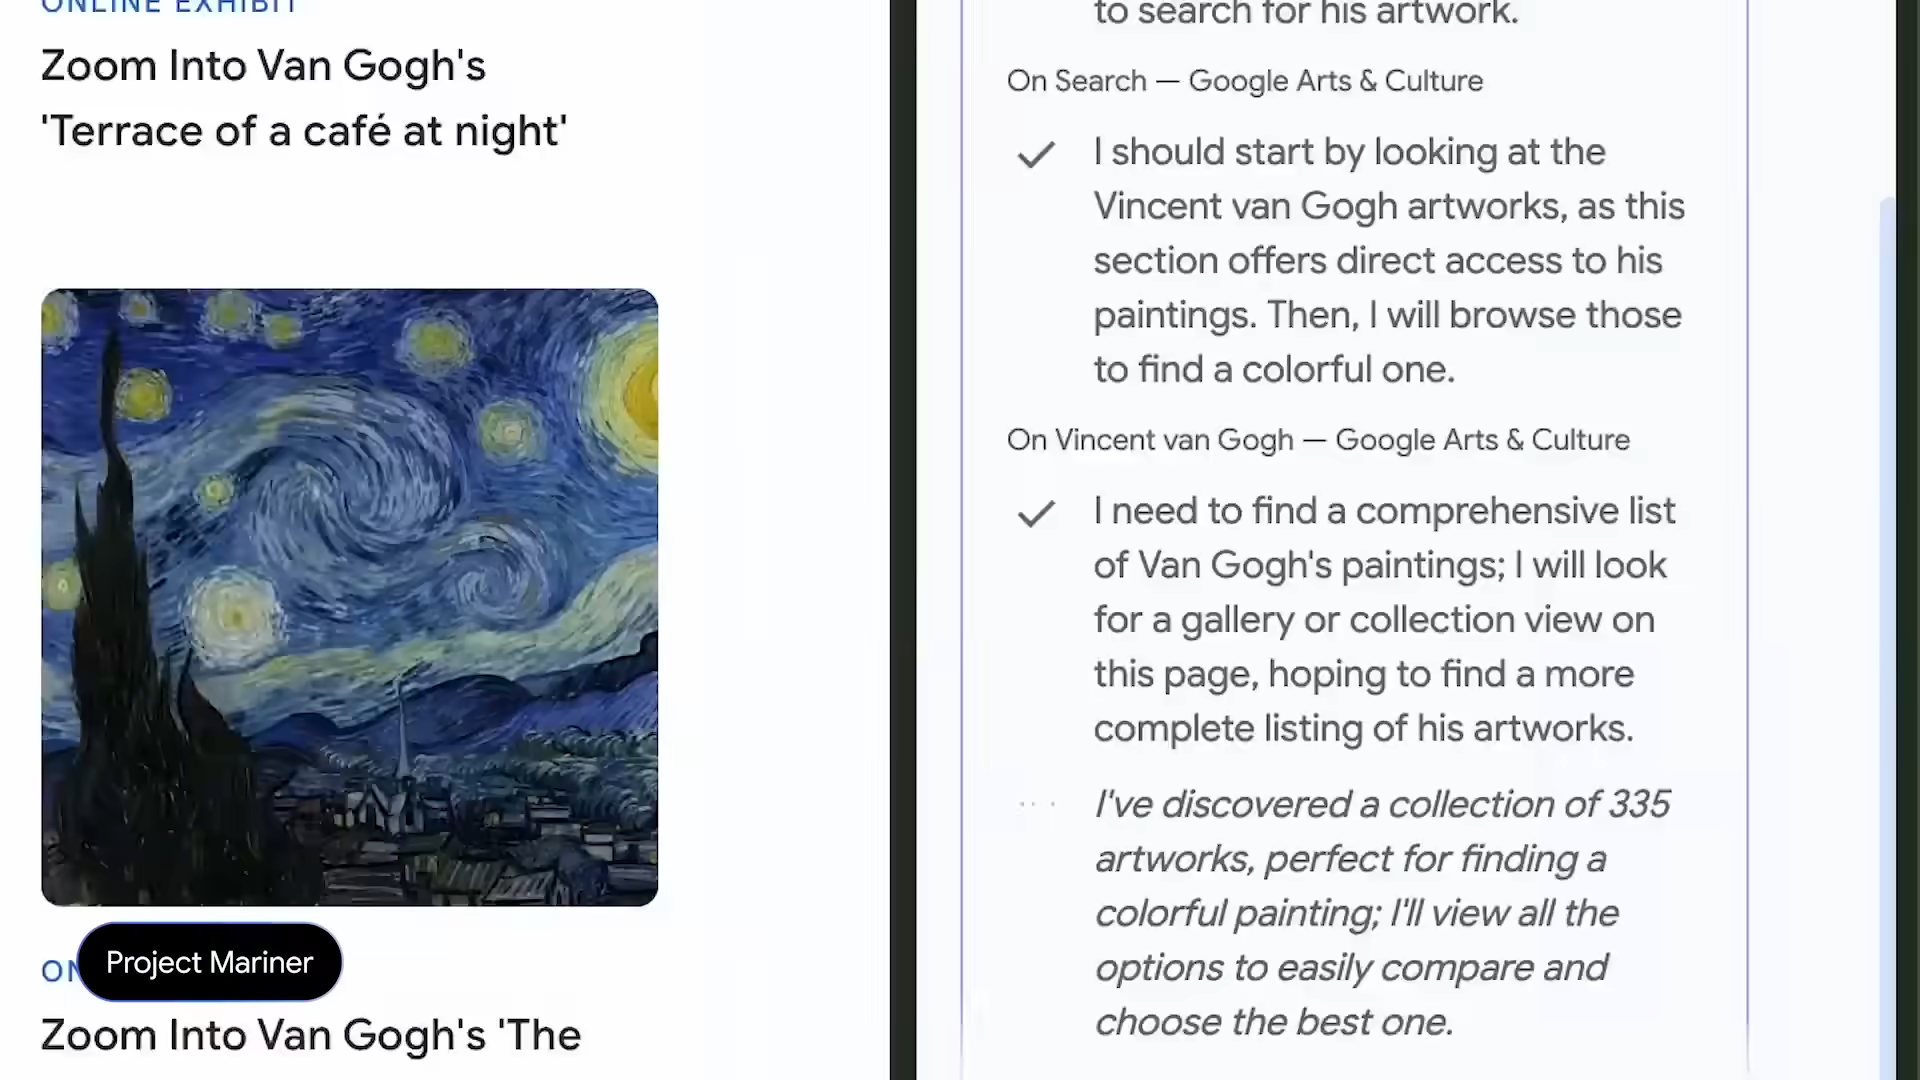 ONLINE EXHIBIT
Zoom Into Van Gogh's
'Terrace of a café at night'
ON
Project Mariner
Zoom Into Van Gogh's 'The
to search for his artwork.
On Search — Google Arts & Culture
I should start by looking at the
Vincent van Gogh artworks, as this
section offers direct access to his
paintings. Then, I will browse those
to find a colorful one.
On Vincent van Gogh — Google Arts & Culture
I need to find a comprehensive list
of Van Gogh's paintings; I will look
for a gallery or collection view on
this page, hoping to find a more
complete listing of his artworks.
I've discovered a collection of 335
artworks, perfect for finding a
colorful painting; I'll view all the
options to easily compare and
choose the best one.